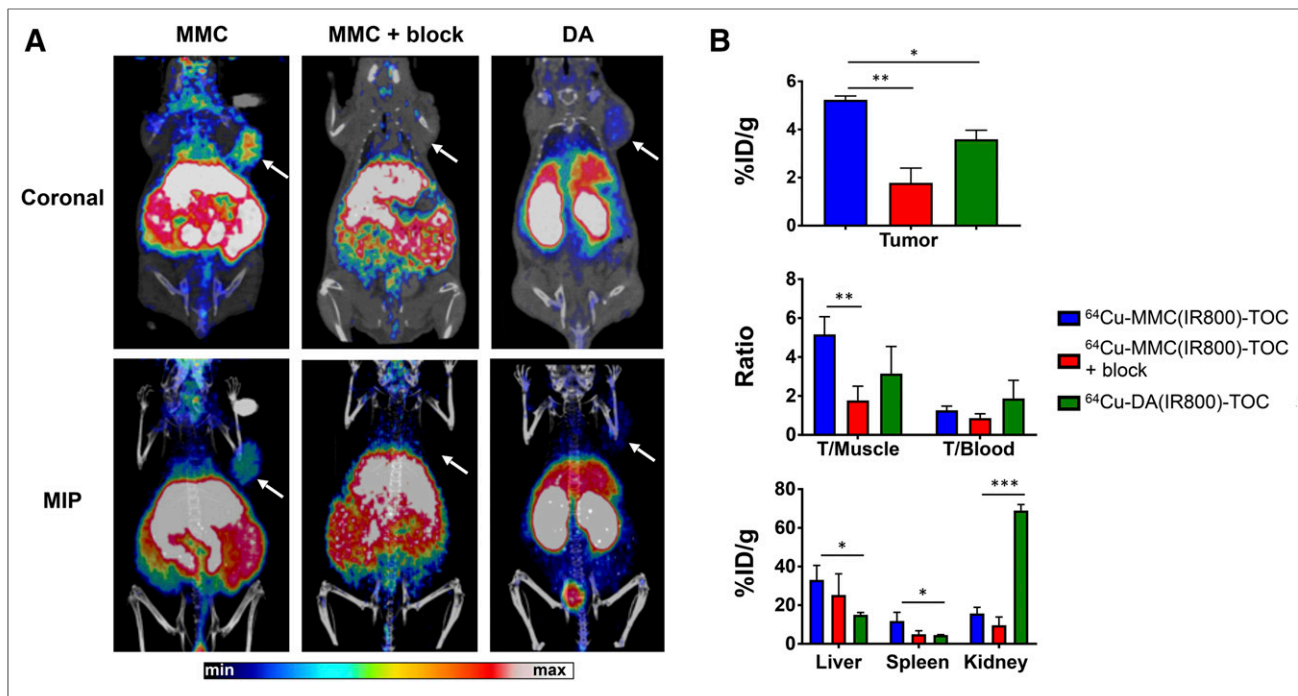 A
MMC
MMC + block
DA
Coronal
MIP
min
max
B
**
*
%ID/g
6
4
2
0
Tumor
**
Ratio
8
6
4
2
0
T/Muscle
T/Blood
⁶⁴Cu-MMC(IR800)-TOC
⁶⁴Cu-MMC(IR800)-TOC
+ block
⁶⁴Cu-DA(IR800)-TOC
*
*
***
%ID/g
80
60
40
20
0
Liver
Spleen
Kidney